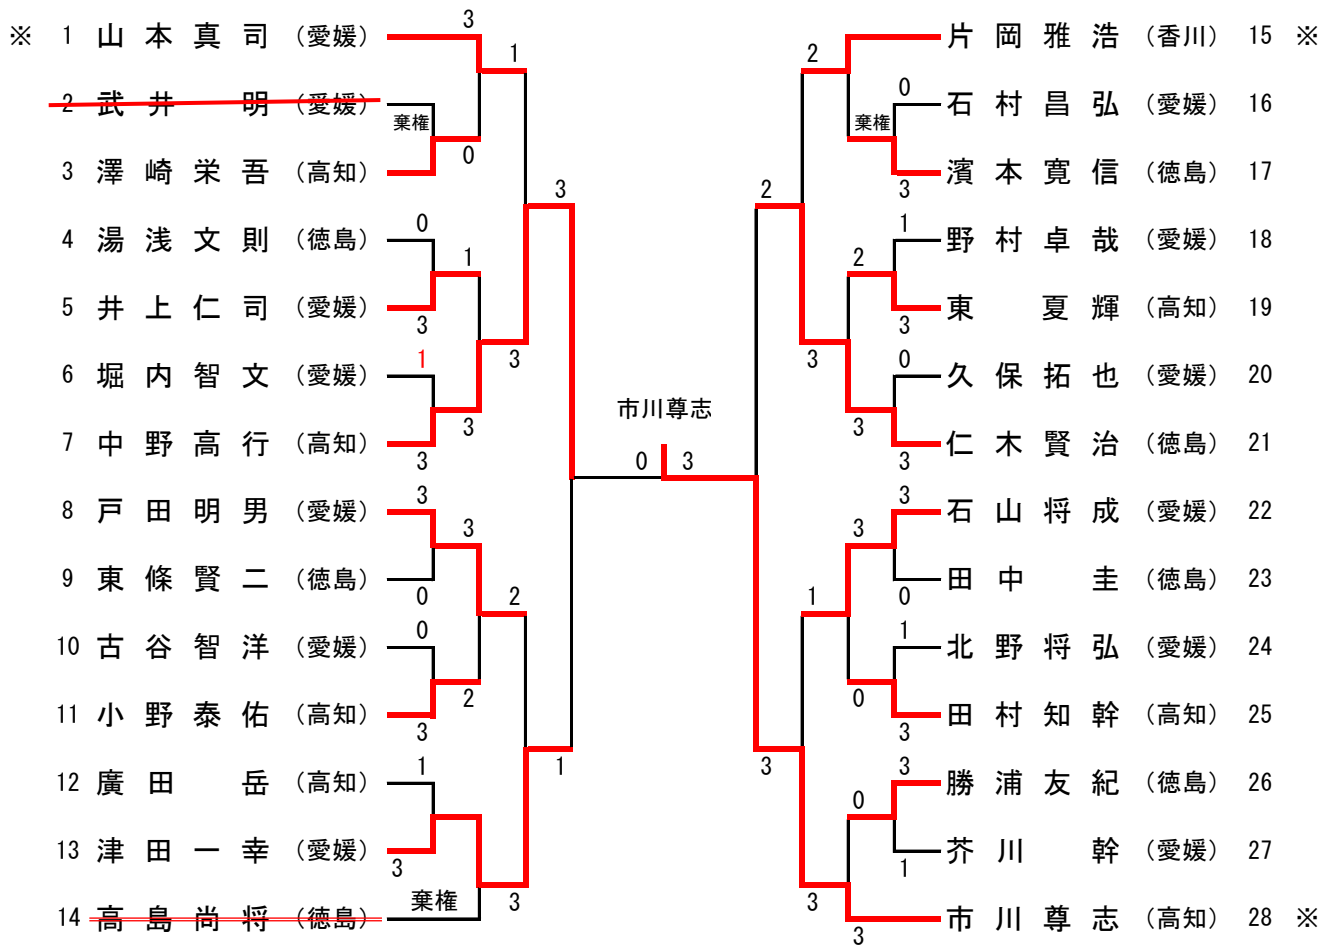 ※ 1 山本真司 (愛媛)
2 武井 明 (愛媛)
3 澤崎栄吾 (高知)
4 湯浅文則 (徳島)
5 井上仁司 (愛媛)
6 堀内智文 (愛媛)
7 中野高行 (高知)
8 戸田明男 (愛媛)
9 東條賢二 (徳島)
10 古谷智洋 (愛媛)
11 小野泰佑 (高知)
12 廣田 岳 (高知)
13 津田一幸 (愛媛)
14 高島尚将 (徳島)
3
棄権
0
3
1
3
3
0
0
3
1
3
棄権
1
0
1
3
3
2
1
3
3
2
3
1
市川尊志
0 3
2
3
2
3
1
3
2
3
3
0
0
3
0
棄権
3
1
3
0
3
3
0
1
3
3
1
片岡雅浩 (香川) 15 ※
石村昌弘 (愛媛) 16
濱本寛信 (徳島) 17
野村卓哉 (愛媛) 18
東 夏輝 (高知) 19
久保拓也 (愛媛) 20
仁木賢治 (徳島) 21
石山将成 (愛媛) 22
田中 圭 (徳島) 23
北野将弘 (愛媛) 24
田村知幹 (高知) 25
勝浦友紀 (徳島) 26
芥川 幹 (愛媛) 27
市川尊志 (高知) 28 ※